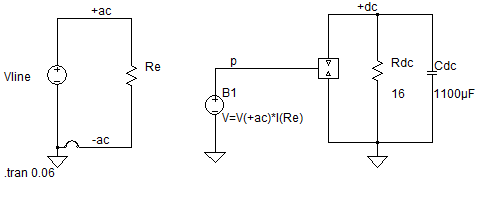 +ac
+dc
Vline
Re
p
Rdc
Cdc
B1
16
1100µF
V=V(+ac)*I(Re)
-ac
.tran 0.06